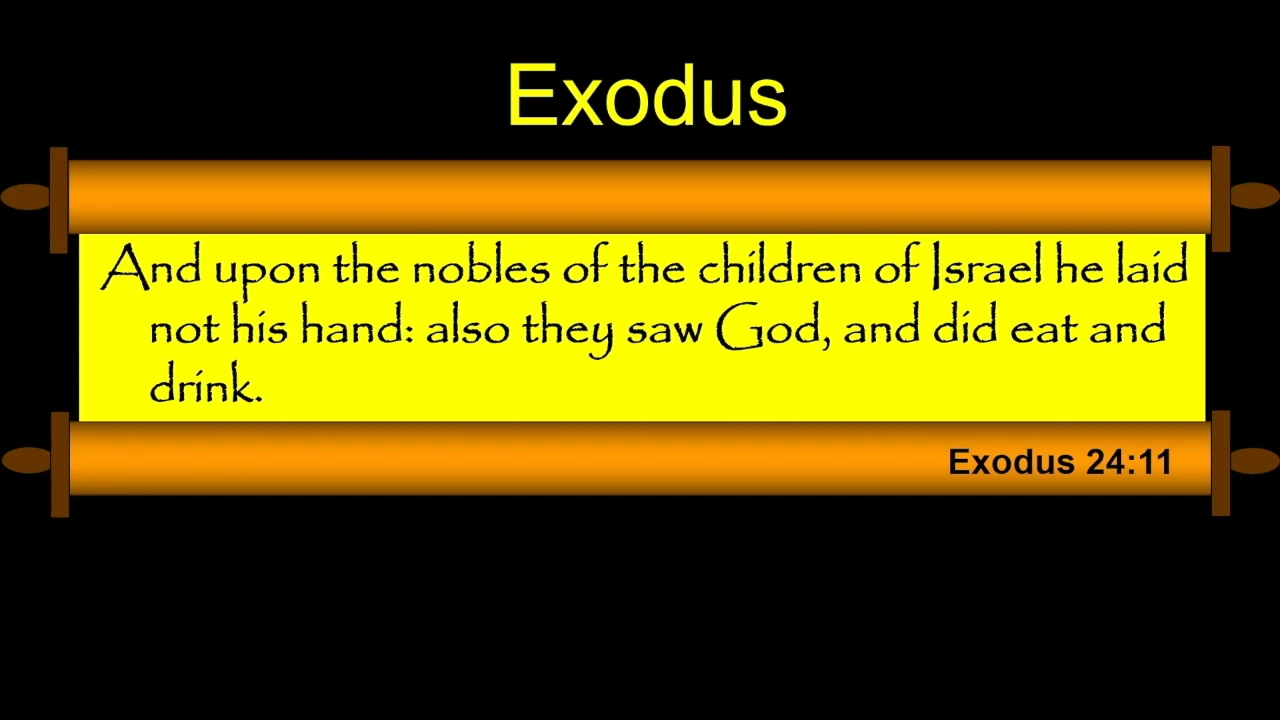 Exodus
And upon the nobles of the children of Israel he laid
not his hand: also they saw God, and did eat and
drink.
Exodus 24:11